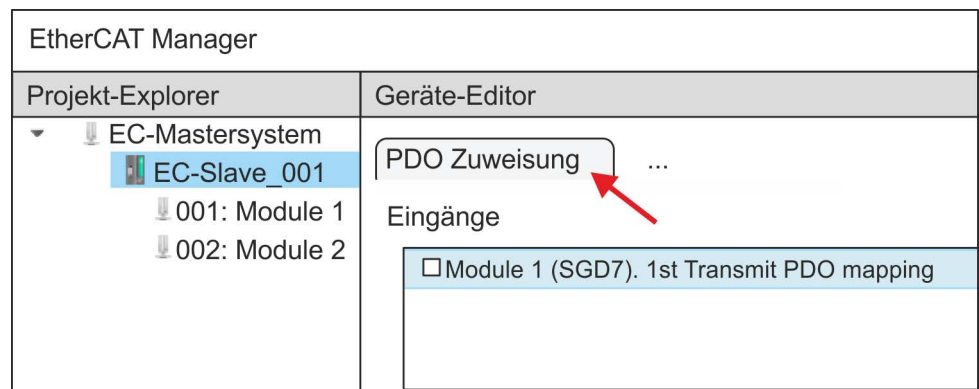 EtherCAT Manager
Projekt-Explorer
Geräte-Editor
EC-Mastersystem
EC-Slave_001
001: Module 1
002: Module 2
PDO Zuweisung
...
Eingänge
Module 1 (SGD7). 1st Transmit PDO mapping